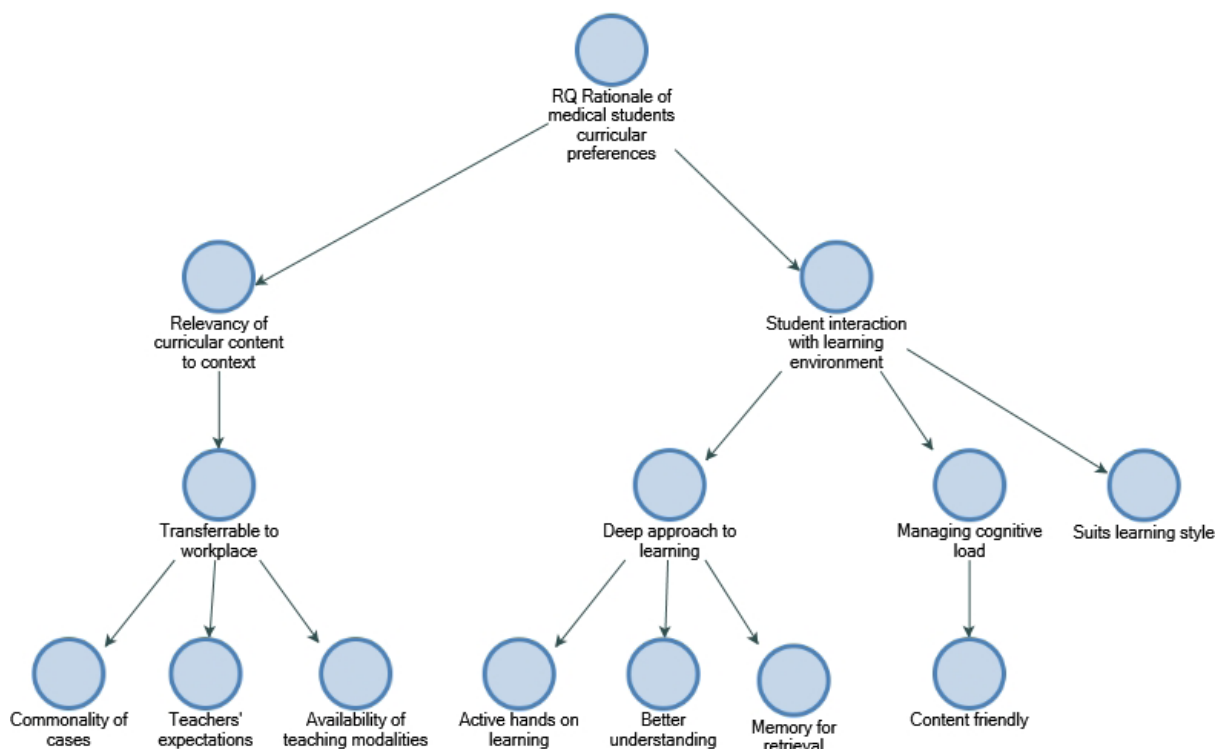 RQ Rationale of
medical students
curricular
preferences
Relevancy of
curricular content
to context
Student interaction
with learning
environment
Transferrable to
workplace
Deep approach to
learning
Managing cognitive
load
Suits learning style
Commonality of
cases
Teachers'
expectations
Availability of
teaching modalities
Active hands on
learning
Better
understanding
Memory for
retrieval
Content friendly